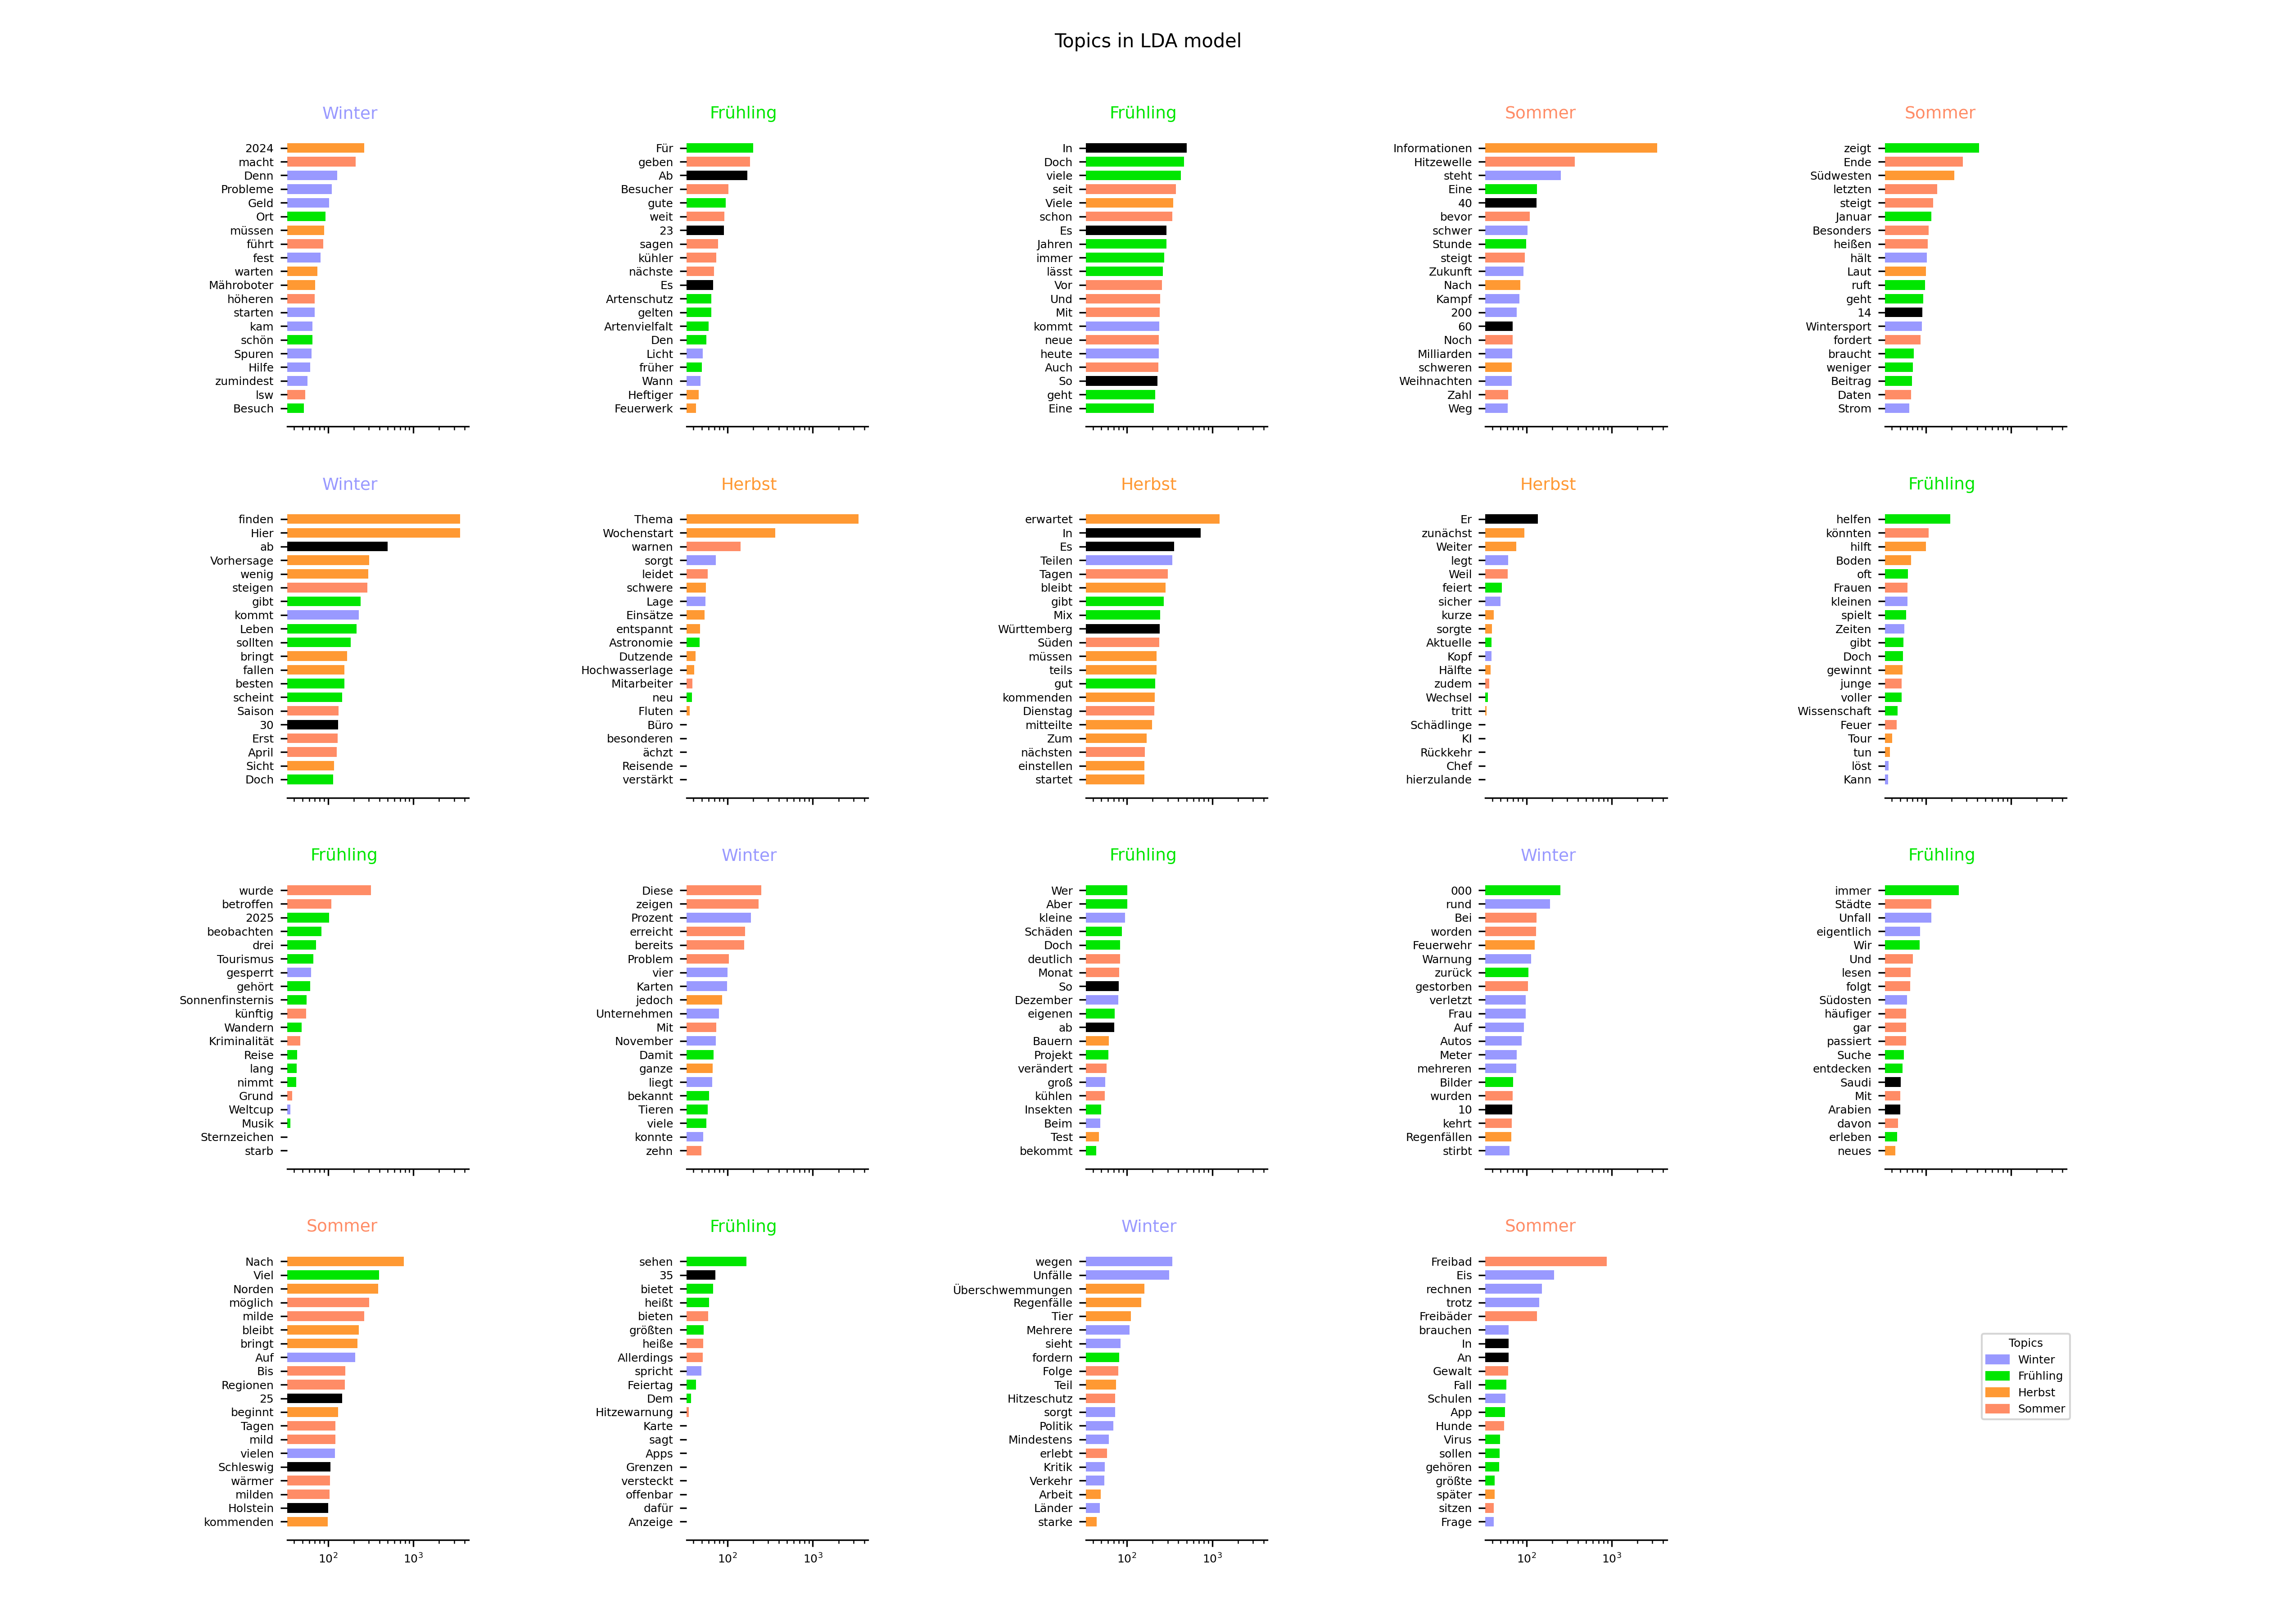 Topics in LDA model
Winter
2024
macht
Denn
Probleme
Geld
Ort
müssen
führt
fest
warten
Mähroboter
höheren
starten
kam
schön
Spuren
Hilfe
zumindest
lsw
Besuch
Frühling
Für
geben
Ab
Besucher
gute
weit
23
sagen
kühler
nächste
Es
Artenschutz
gelten
Artenvielfalt
Den
Licht
früher
Wann
Heftiger
Feuerwerk
Frühling
In
Doch
viele
seit
Viele
schon
Es
Jahren
immer
lässt
Vor
Und
Mit
kommt
neue
heute
Auch
So
geht
Eine
Sommer
Informationen
Hitzewelle
steht
Eine
40
bevor
schwer
Stunde
steigt
Zukunft
Nach
Kampf
200
60
Noch
Milliarden
schweren
Weihnachten
Zahl
Weg
Sommer
zeigt
Ende
Südwesten
letzten
steigt
Januar
Besonders
heißen
hält
Laut
ruft
geht
14
Wintersport
fordert
braucht
weniger
Beitrag
Daten
Strom
Winter
finden
Hier
ab
Vorhersage
wenig
steigen
gibt
kommt
Leben
sollten
bringt
fallen
besten
scheint
Saison
30
Erst
April
Sicht
Doch
Herbst
Thema
Wochenstart
warnen
sorgt
leidet
schwere
Lage
Einsätze
entspannt
Astronomie
Dutzende
Hochwasserlage
Mitarbeiter
neu
Fluten
Büro
besonderen
ächzt
Reisende
verstärkt
Herbst
erwartet
In
Es
Teilen
Tagen
bleibt
gibt
Mix
Württemberg
Süden
müssen
teils
gut
kommenden
Dienstag
mitteilte
Zum
nächsten
einstellen
startet
Herbst
Er
zunächst
Weiter
legt
Weil
feiert
sicher
kurze
sorgte
Aktuelle
Kopf
Hälfte
zudem
Wechsel
tritt
Schädlinge
KI
Rückkehr
Chef
hierzulande
Frühling
helfen
könnten
hilft
Boden
oft
Frauen
kleinen
spielt
Zeiten
gibt
Doch
gewinnt
junge
voller
Wissenschaft
Feuer
Tour
tun
löst
Kann
Frühling
wurde
betroffen
2025
beobachten
drei
Tourismus
gesperrt
gehört
Sonnenfinsternis
künftig
Wandern
Kriminalität
Reise
lang
nimmt
Grund
Weltcup
Musik
Sternzeichen
starb
Winter
Diese
zeigen
Prozent
erreicht
bereits
Problem
vier
Karten
jedoch
Unternehmen
Mit
November
Damit
ganze
liegt
bekannt
Tieren
viele
konnte
zehn
Frühling
Wer
Aber
kleine
Schäden
Doch
deutlich
Monat
So
Dezember
eigenen
ab
Bauern
Projekt
verändert
groß
kühlen
Insekten
Beim
Test
bekommt
Winter
000
rund
Bei
worden
Feuerwehr
Warnung
zurück
gestorben
verletzt
Frau
Auf
Autos
Meter
mehreren
Bilder
wurden
10
kehrt
Regenfällen
stirbt
Frühling
immer
Städte
Unfall
eigentlich
Wir
Und
lesen
folgt
Südosten
häufiger
gar
passiert
Suche
entdecken
Saudi
Mit
Arabien
davon
erleben
neues
Sommer
Nach
Viel
Norden
möglich
milde
bleibt
bringt
Auf
Bis
Regionen
25
beginnt
Tagen
mild
vielen
Schleswig
wärmer
milden
Holstein
kommenden
10² 10³
Frühling
sehen
35
bietet
heißt
bieten
größten
heiße
Allerdings
spricht
Feiertag
Dem
Hitzewarnung
Karte
sagt
Apps
Grenzen
versteckt
offenbar
dafür
Anzeige
10² 10³
Winter
wegen
Unfälle
Überschwemmungen
Regenfälle
Tier
Mehrere
sieht
fordern
Folge
Teil
Hitzeschutz
sorgt
Politik
Mindestens
erlebt
Kritik
Verkehr
Arbeit
Länder
starke
10² 10³
Sommer
Freibad
Eis
rechnen
trotz
Freibäder
brauchen
In
An
Gewalt
Fall
Schulen
App
Hunde
Virus
sollen
gehören
größte
später
sitzen
Frage
10² 10³
Topics
Winter
Frühling
Herbst
Sommer